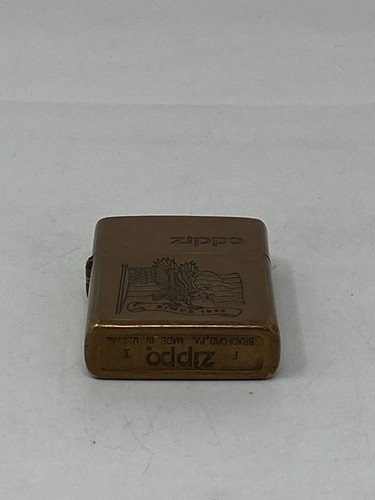 Zippo
F Zippo I
BRADFORD, PA. MADE IN U.S.A.